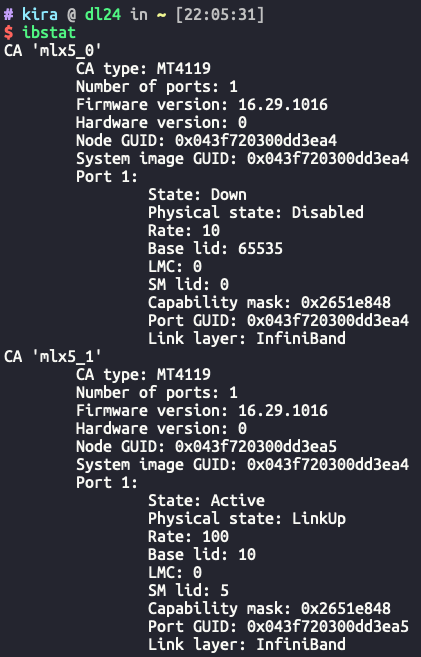 # kira @ dl24 in ~ [22:05:31]
$ ibstat
CA 'mlx5_0'
CA type: MT4119
Number of ports: 1
Firmware version: 16.29.1016
Hardware version: 0
Node GUID: 0x043f720300dd3ea4
System image GUID: 0x043f720300dd3ea4
Port 1:
State: Down
Physical state: Disabled
Rate: 10
Base lid: 65535
LMC: 0
SM lid: 0
Capability mask: 0x2651e848
Port GUID: 0x043f720300dd3ea4
Link layer: InfiniBand
CA 'mlx5_1'
CA type: MT4119
Number of ports: 1
Firmware version: 16.29.1016
Hardware version: 0
Node GUID: 0x043f720300dd3ea5
System image GUID: 0x043f720300dd3ea4
Port 1:
State: Active
Physical state: LinkUp
Rate: 100
Base lid: 10
LMC: 0
SM lid: 5
Capability mask: 0x2651e848
Port GUID: 0x043f720300dd3ea5
Link layer: InfiniBand